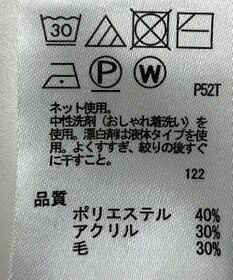 30
P W P52T
ネット使用。
中性洗剤（おしゃれ着洗い）を
使用。漂白剤は液体タイプを使
用。よくすすぎ、絞りの後すぐ
に干すこと。
122
品質
ポリエステル 40%
アクリル 30%
毛 30%